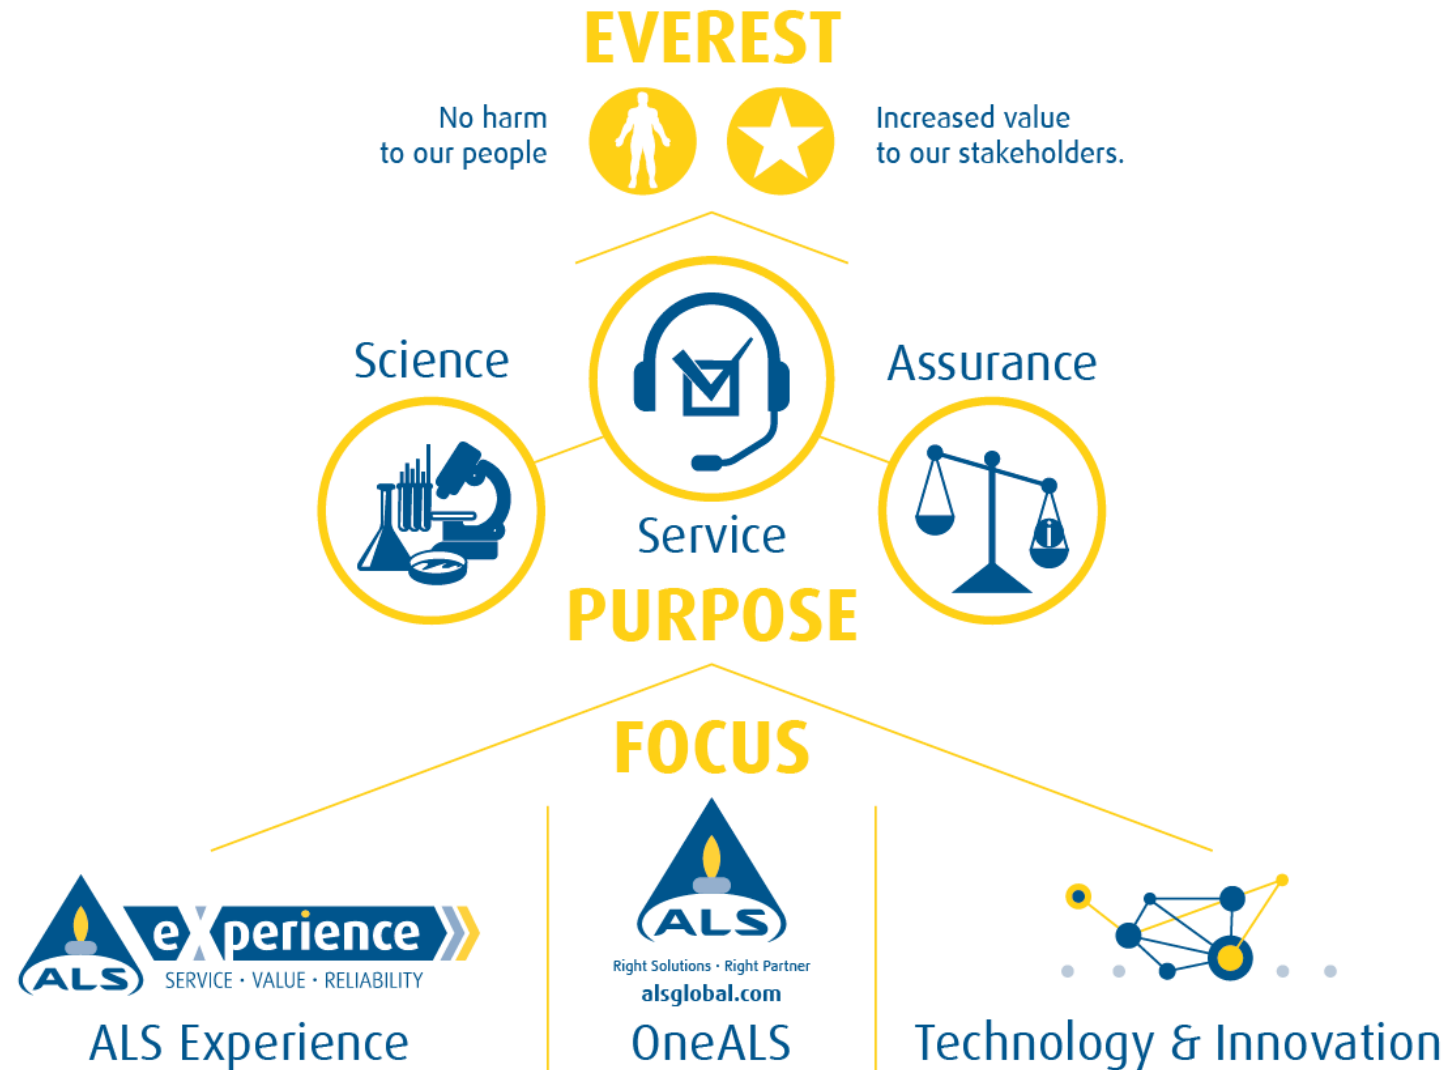 EVEREST
No harm
to our people
Increased value
to our stakeholders.
Science
Service
Assurance
i
PURPOSE
FOCUS
ALS
eXperience
SERVICE · VALUE · RELIABILITY
ALS Experience
ALS
Right Solutions · Right Partner
alsglobal.com
OneALS
Technology & Innovation